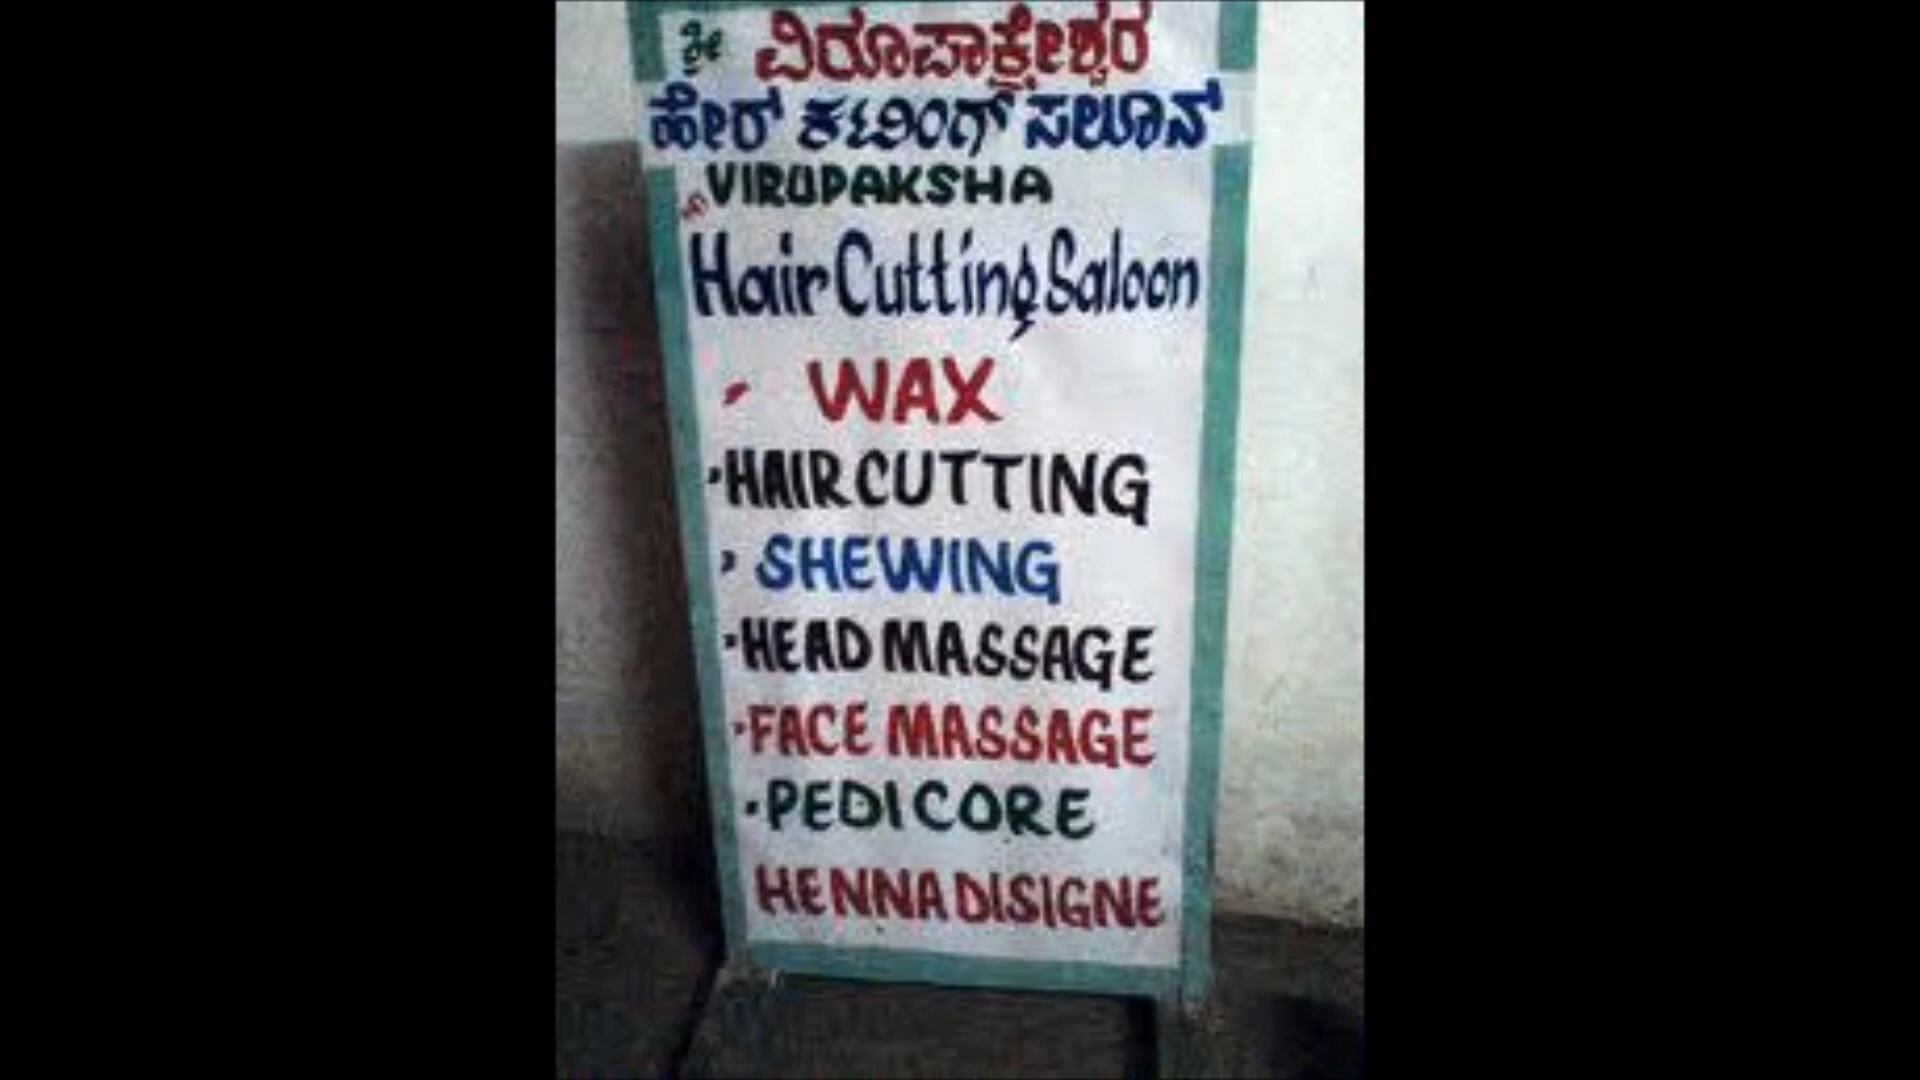 ಶ್ರೀ ವಿರೂಪಾಕ್ಷೇಶ್ವರ
ಹೇರ್ ಕಟಿಂಗ್ ಸಲೂನ್
VIRUPAKSHA
Hair Cutting Saloon
- WAX
• HAIR CUTTING
• SHEWING
• HEAD MASSAGE
• FACE MASSAGE
• PEDICORE
HENNA DISIGNE